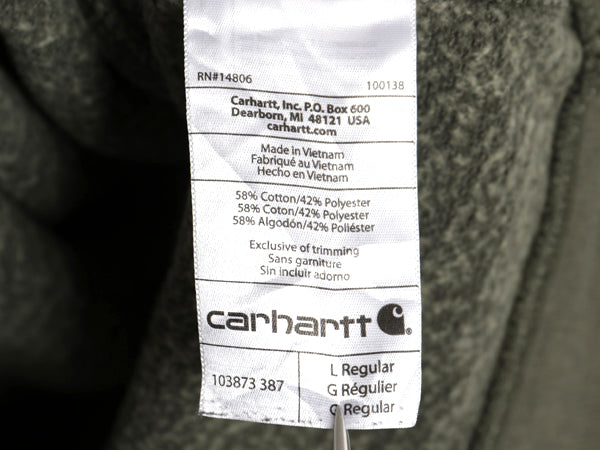 RN#14806 100138
Carhartt, Inc. P.O. Box 600
Dearborn, MI 48121 USA
carhartt.com
Made in Vietnam
Fabriqué au Vietnam
Hecho en Vietnam
58% Cotton/42% Polyester
58% Coton/42% Polyester
58% Algodón/42% Poliéster
Exclusive of trimming
Sans garniture
Sin incluir adorno
carhartt
103873 387
L Regular
G Régulier
G Regular